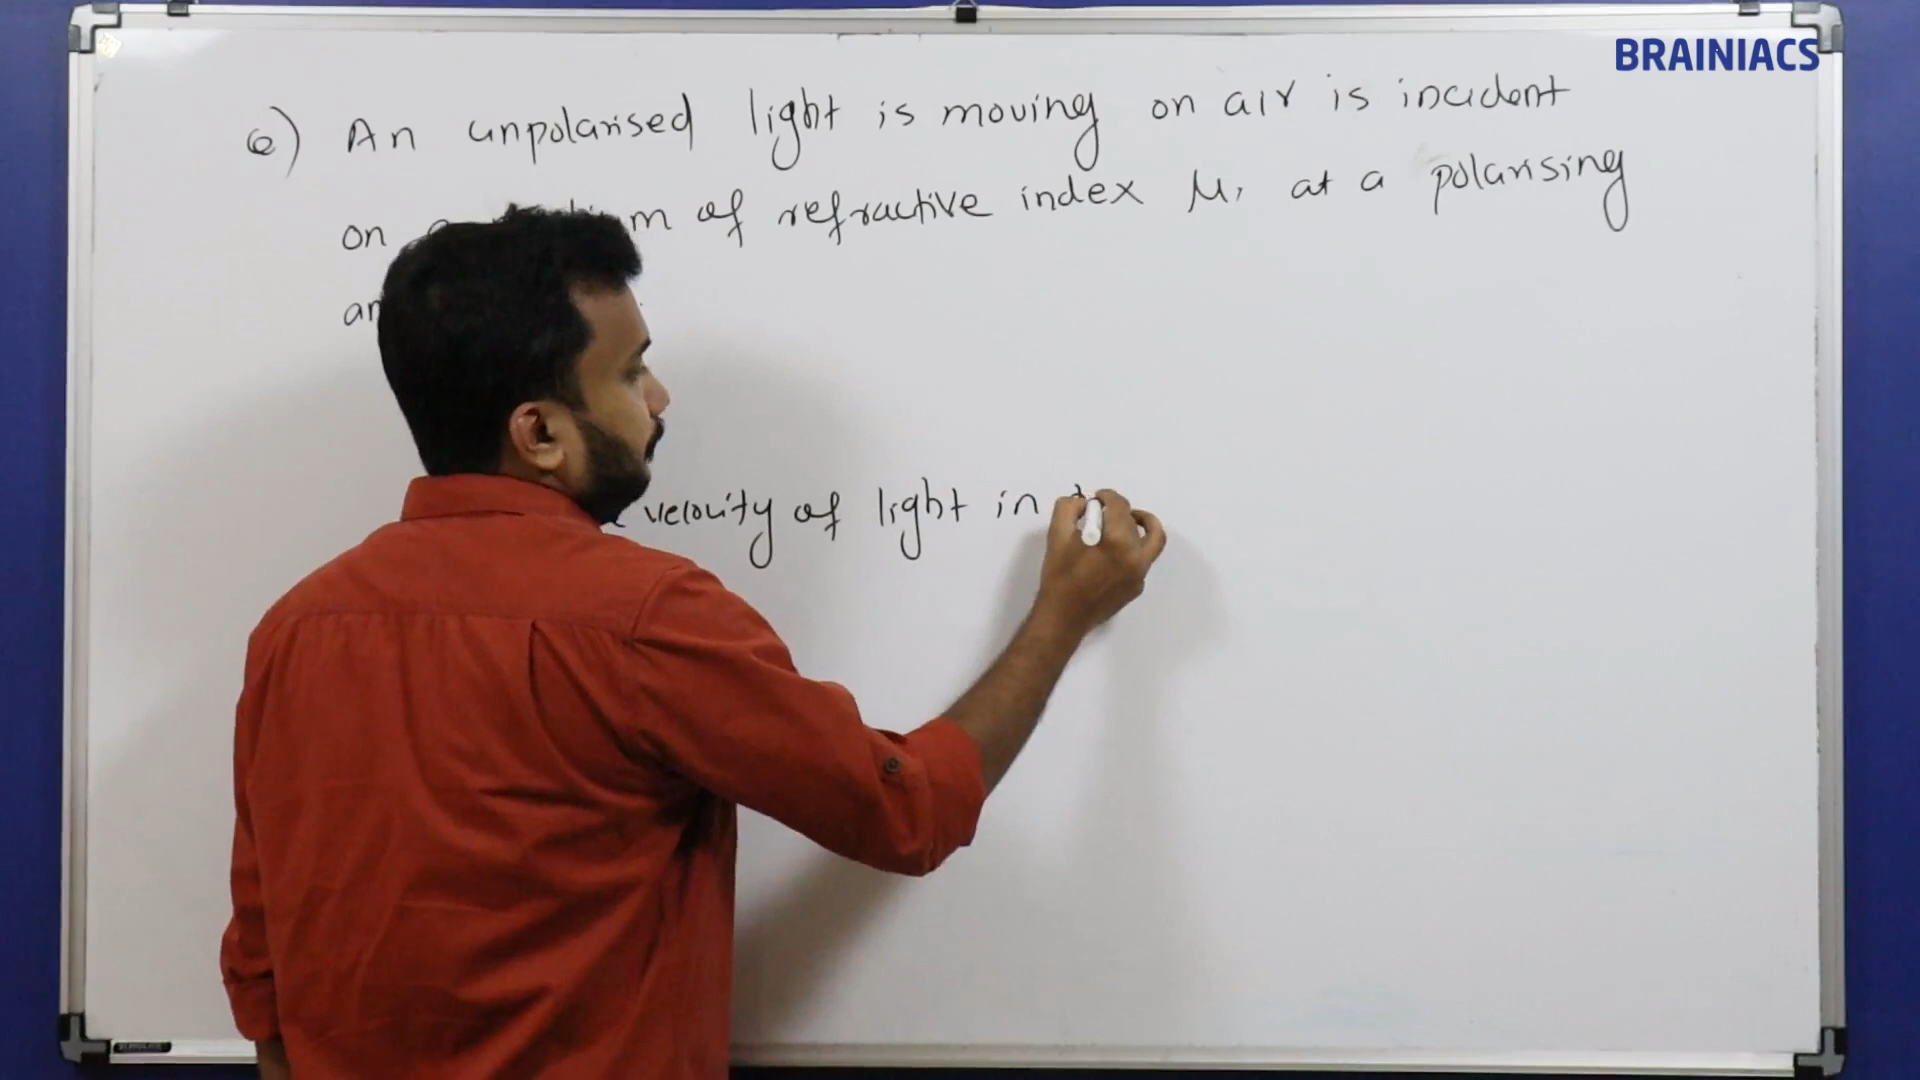 BRAINIACS
Q) An unpolarised light is moving on air is incident
on m of refractive index μ, at a polarising
an
velocity of light in